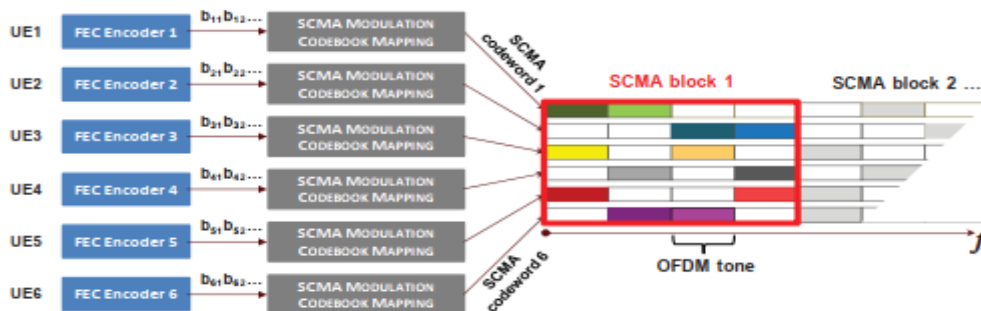 UE1 FEC Encoder 1 b₁₁b₁₂... SCMA MODULATION
CODEBOOK MAPPING
UE2 FEC Encoder 2 b₂₁b₂₂... SCMA MODULATION
CODEBOOK MAPPING
UE3 FEC Encoder 3 b₃₁b₃₂... SCMA MODULATION
CODEBOOK MAPPING
UE4 FEC Encoder 4 b₄₁b₄₂... SCMA MODULATION
CODEBOOK MAPPING
UE5 FEC Encoder 5 b₅₁b₅₂... SCMA MODULATION
CODEBOOK MAPPING
UE6 FEC Encoder 6 b₆₁b₆₂... SCMA MODULATION
CODEBOOK MAPPING
SCMA
codeword 1
SCMA block 1
SCMA block 2 ...
f
OFDM tone
SCMA
codeword 6